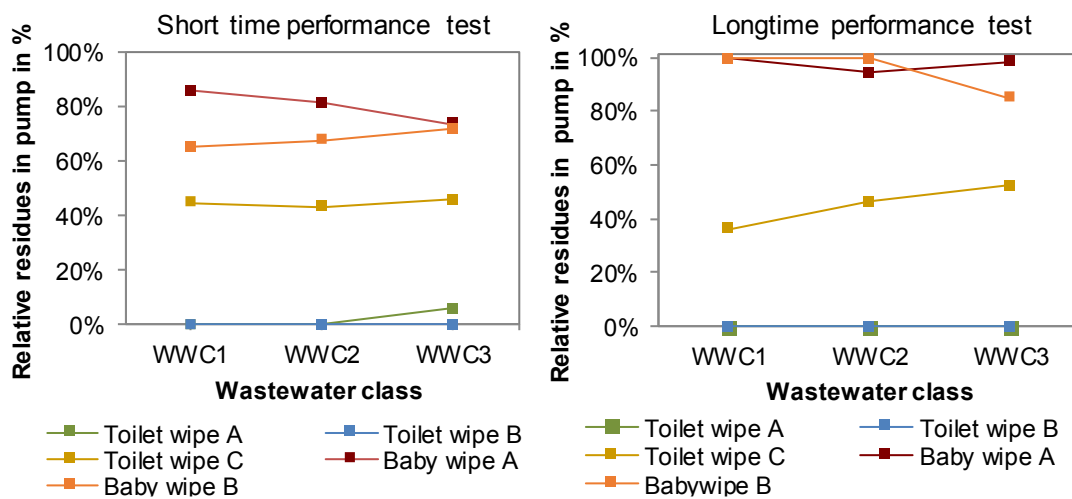 Short time performance test
Relative residues in pump in %
100%
80%
60%
40%
20%
0%
WWC1 WWC2 WWC3
Wastewater class
Toilet wipe A Toilet wipe B
Toilet wipe C Baby wipe A
Baby wipe B
Longtime performance test
Relative residues in pump in %
100%
80%
60%
40%
20%
0%
WWC1 WWC2 WWC3
Wastewater class
Toilet wipe A Toilet wipe B
Toilet wipe C Baby wipe A
Babywipe B